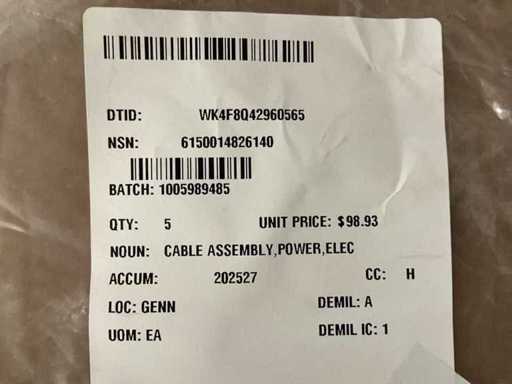 DTID: WK4F8Q42960565
NSN: 6150014826140
BATCH: 1005989485
QTY: 5 UNIT PRICE: $98.93
NOUN: CABLE ASSEMBLY,POWER,ELEC
ACCUM: 202527 CC: H
LOC: GENN DEMIL: A
UOM: EA DEMIL IC: 1